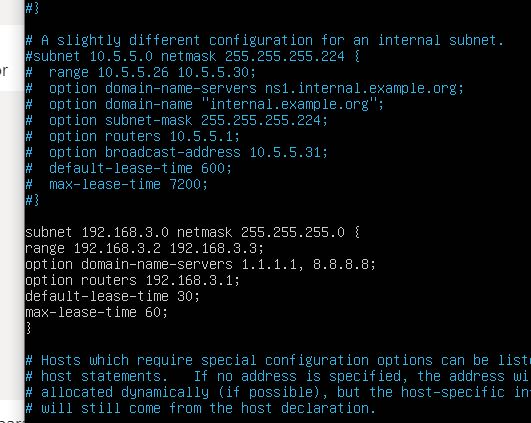 #}
# A slightly different configuration for an internal subnet.
#subnet 10.5.5.0 netmask 255.255.255.224 {
#  range 10.5.5.26 10.5.5.30;
#  option domain-name-servers ns1.internal.example.org;
#  option domain-name "internal.example.org";
#  option subnet-mask 255.255.255.224;
#  option routers 10.5.5.1;
#  option broadcast-address 10.5.5.31;
#  default-lease-time 600;
#  max-lease-time 7200;
#}
subnet 192.168.3.0 netmask 255.255.255.0 {
range 192.168.3.2 192.168.3.3;
option domain-name-servers 1.1.1.1, 8.8.8.8;
option routers 192.168.3.1;
default-lease-time 30;
max-lease-time 60;
}
# Hosts which require special configuration options can be list
# host statements.   If no address is specified, the address wi
# allocated dynamically (if possible), but the host-specific in
# will still come from the host declaration.